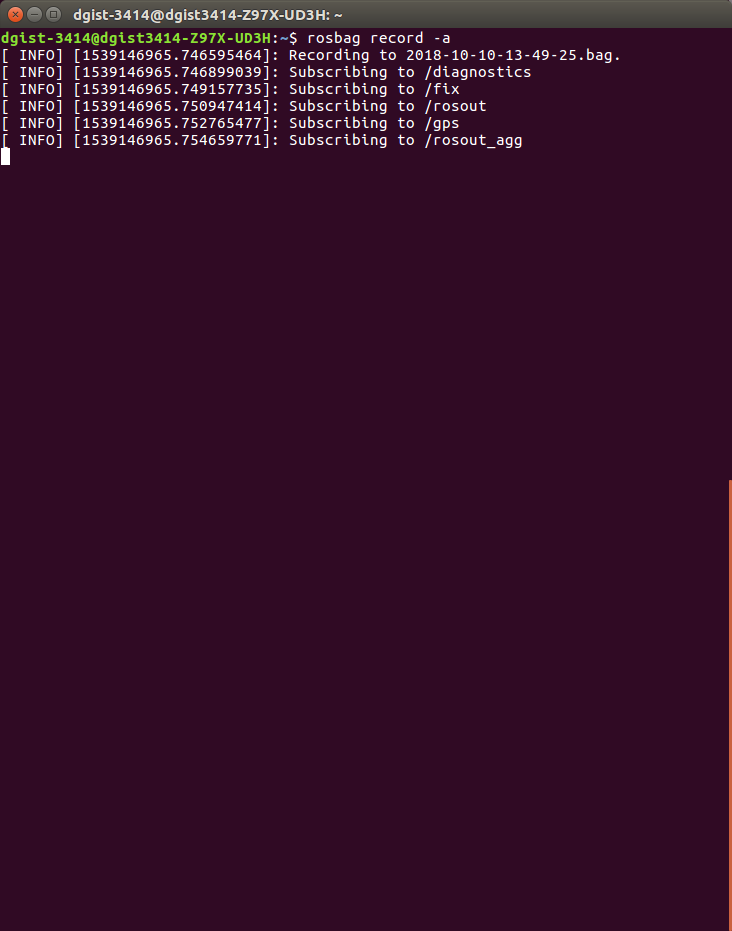 dgist-3414@dgist3414-Z97X-UD3H: ~
dgist-3414@dgist3414-Z97X-UD3H:~$ rosbag record -a
[ INFO] [1539146965.746595464]: Recording to 2018-10-10-13-49-25.bag.
[ INFO] [1539146965.746899039]: Subscribing to /diagnostics
[ INFO] [1539146965.749157735]: Subscribing to /fix
[ INFO] [1539146965.750947414]: Subscribing to /rosout
[ INFO] [1539146965.752765477]: Subscribing to /gps
[ INFO] [1539146965.754659771]: Subscribing to /rosout_agg